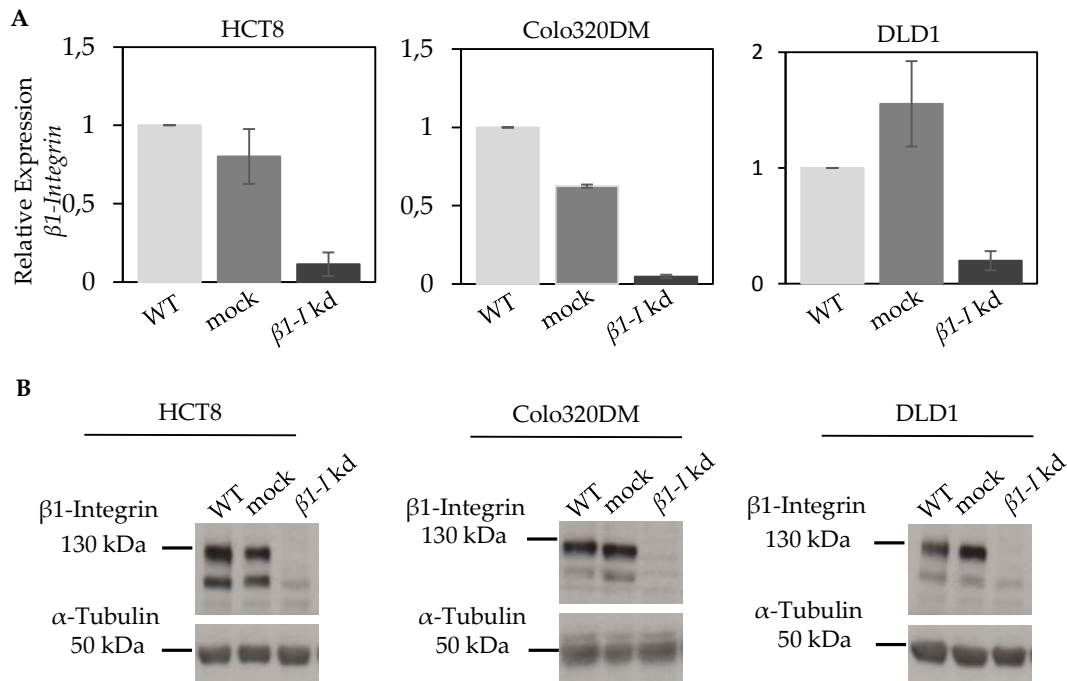 A
HCT8
Colo320DM
DLD1
Relative Expression
β1-Integrin
1,5
1
0,5
0
WT
mock
β1-I kd
1,5
1
0,5
0
WT
mock
β1-I kd
2
1
0
WT
mock
β1-I kd
B
HCT8
Colo320DM
DLD1
WT
mock
β1-I kd
β1-Integrin
130 kDa
α-Tubulin
50 kDa
WT
mock
β1-I kd
β1-Integrin
130 kDa
α-Tubulin
50 kDa
WT
mock
β1-I kd
β1-Integrin
130 kDa
α-Tubulin
50 kDa